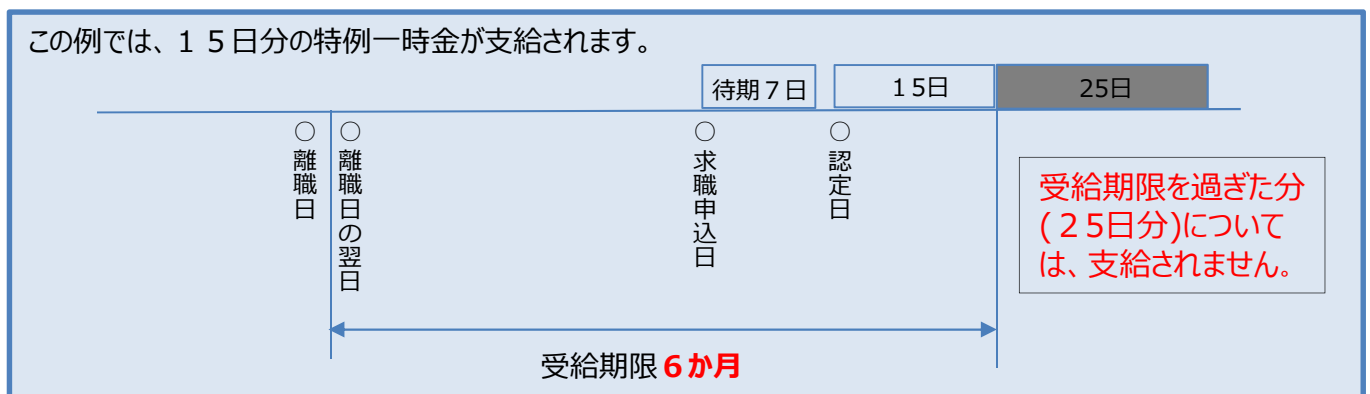 この例では、１５日分の特例一時金が支給されます。
待期７日
１５日
25日
○離職日
○離職日の翌日
○求職申込日
○認定日
受給期限を過ぎた分
(２５日分)について
は、支給されません。
受給期限６か月